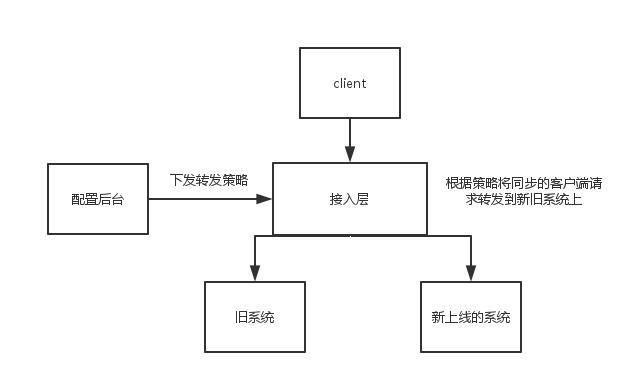 client
下发转发策略
配置后台
接入层
根据策略将同步的客户端请
求转发到新旧系统上
旧系统
新上线的系统